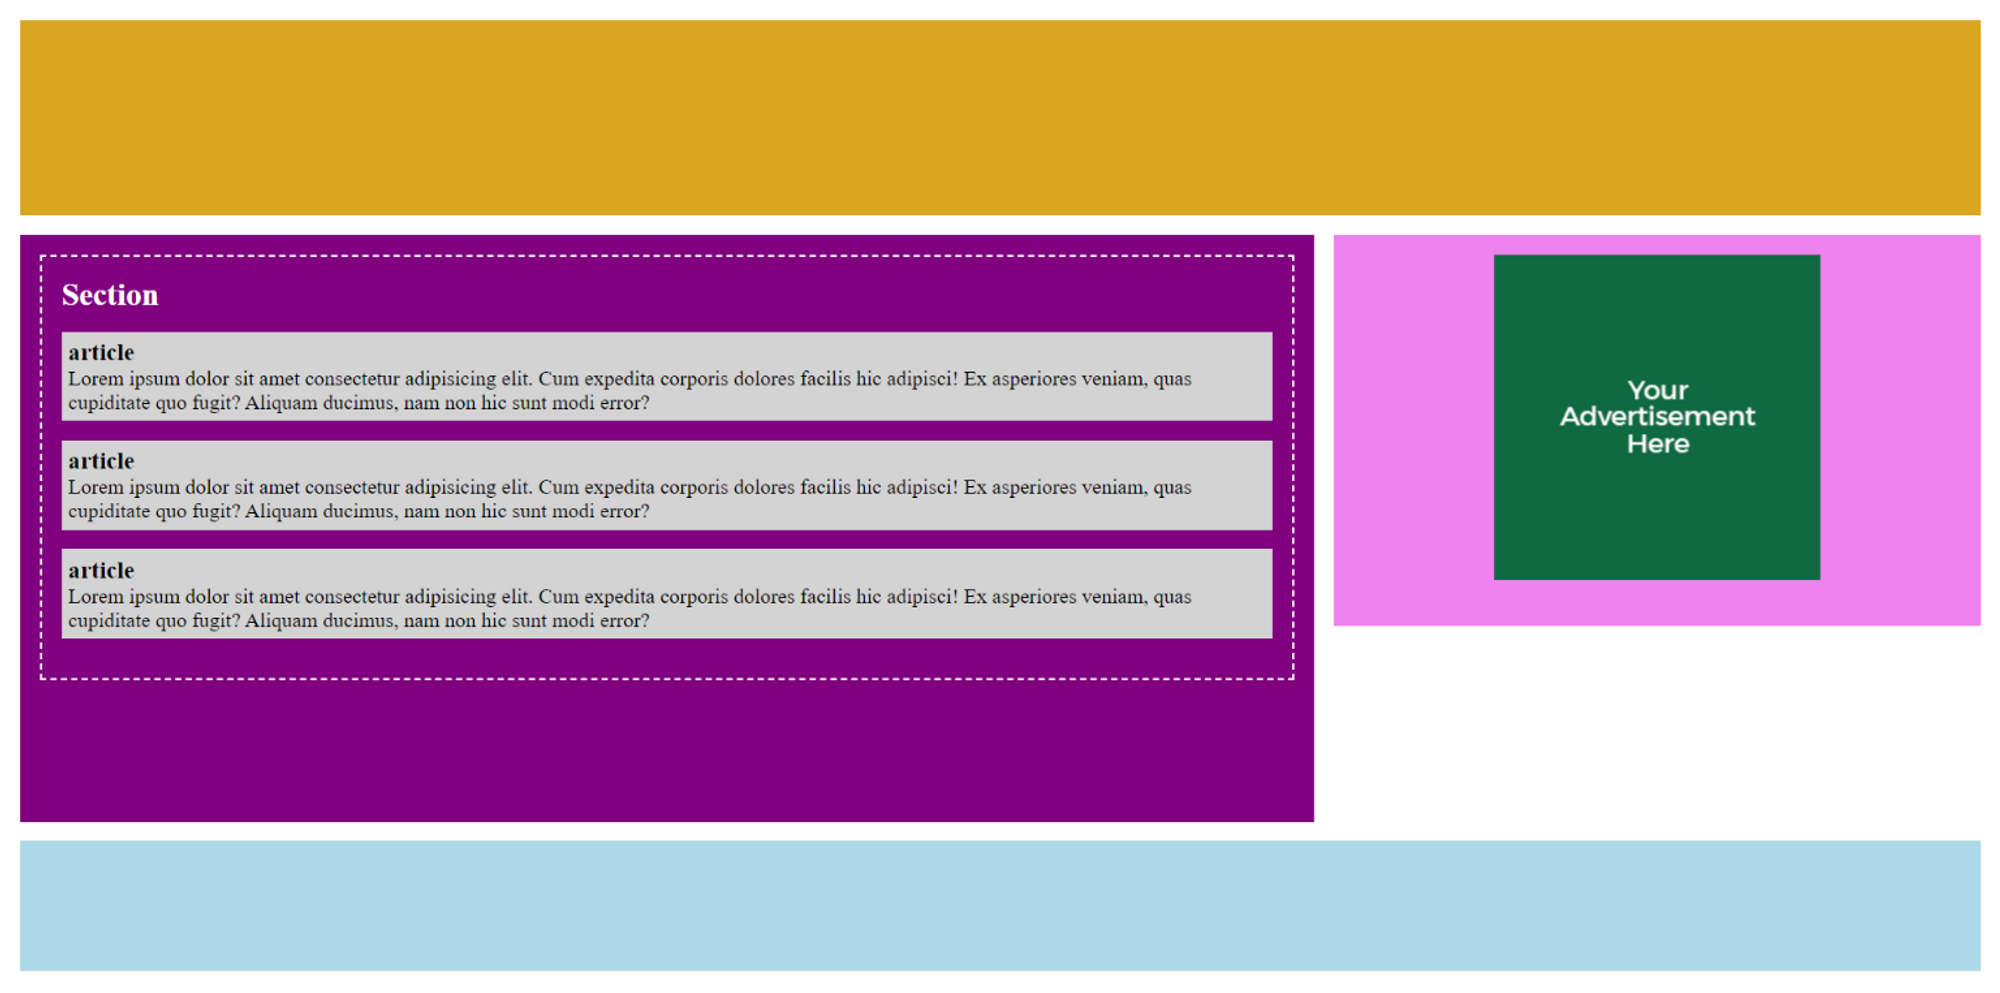 Section
article
Lorem ipsum dolor sit amet consectetur adipisicing elit. Cum expedita corporis dolores facilis hic adipisci! Ex asperiores veniam, quas
cupiditate quo fugit? Aliquam ducimus, nam non hic sunt modi error?
article
Lorem ipsum dolor sit amet consectetur adipisicing elit. Cum expedita corporis dolores facilis hic adipisci! Ex asperiores veniam, quas
cupiditate quo fugit? Aliquam ducimus, nam non hic sunt modi error?
article
Lorem ipsum dolor sit amet consectetur adipisicing elit. Cum expedita corporis dolores facilis hic adipisci! Ex asperiores veniam, quas
cupiditate quo fugit? Aliquam ducimus, nam non hic sunt modi error?
Your
Advertisement
Here